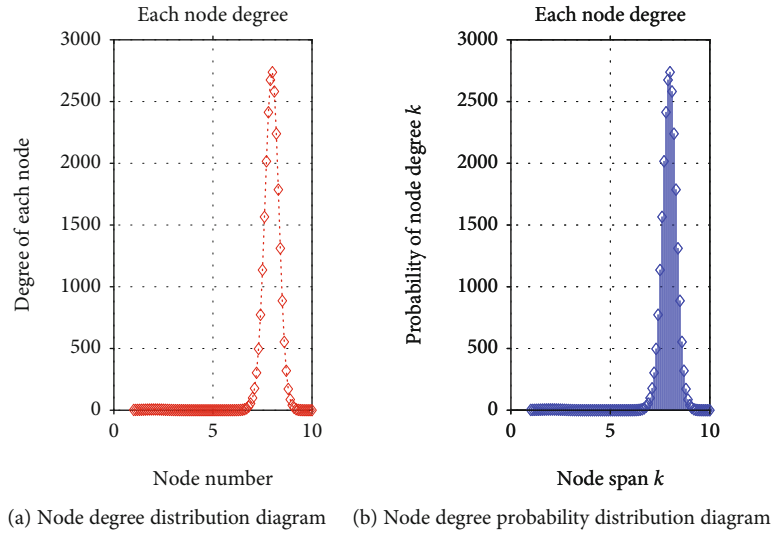 Each node degree
3000
2500
2000
1500
1000
500
0
Degree of each node
0 5 10
Node number
(a) Node degree distribution diagram
Each node degree
3000
2500
2000
1500
1000
500
0
Probability of node degree k
0 5 10
Node span k
(b) Node degree probability distribution diagram